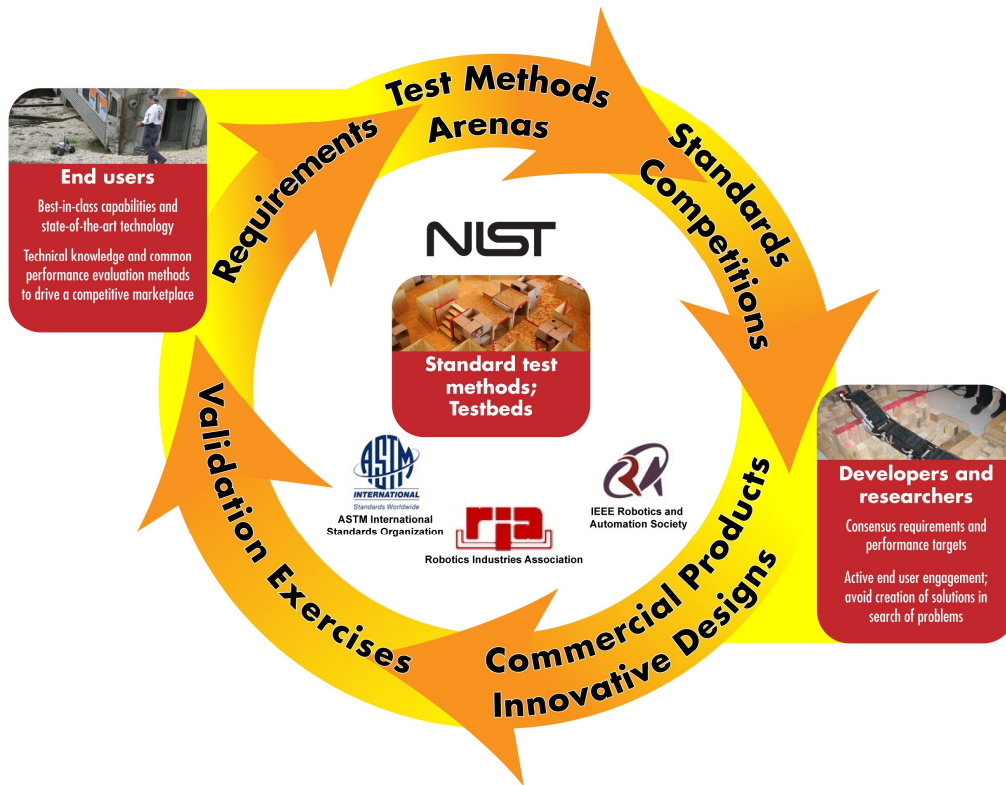 Test Methods
Arenas
Standards
Competitions
Requirements
End users
Best-in-class capabilities and
state-of-the-art technology
Technical knowledge and common
performance evaluation methods
to drive a competitive marketplace
NIST
Standard test
methods;
Testbeds
ASTM
INTERNATIONAL
Standards Worldwide
ASTM International
Standards Organization
ria
Robotics Industries Association
RA
IEEE Robotics and
Automation Society
Developers and
researchers
Consensus requirements and
performance targets
Active end user engagement;
avoid creation of solutions in
search of problems
Commercial Products
Innovative Designs
Validation Exercises